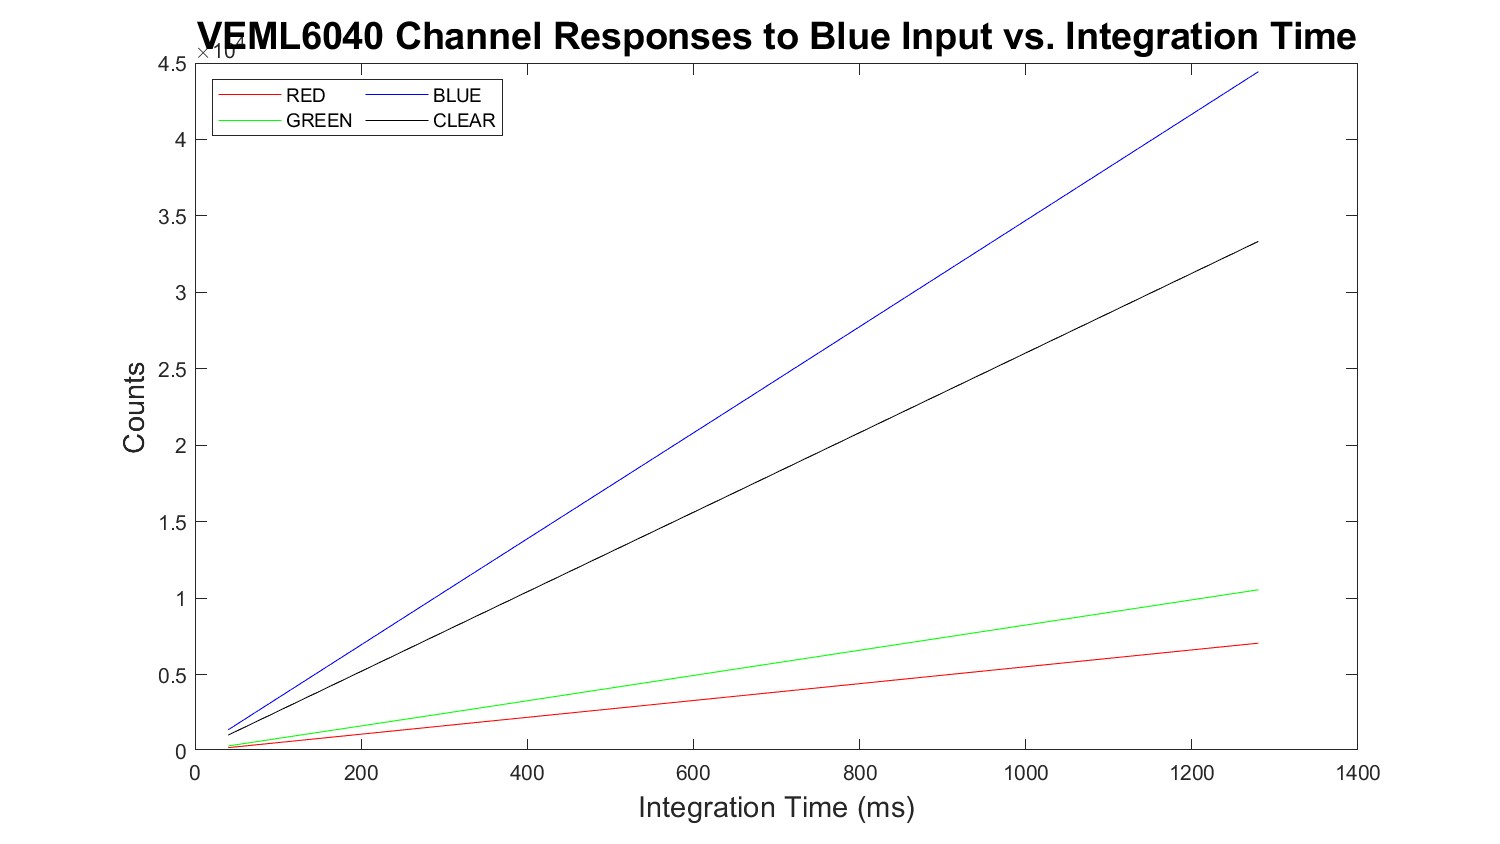 VEML6040 Channel Responses to Blue Input vs. Integration Time
×10⁴
4.5
4
3.5
3
2.5
2
1.5
1
0.5
0
RED BLUE
GREEN CLEAR
Counts
0 200 400 600 800 1000 1200 1400
Integration Time (ms)